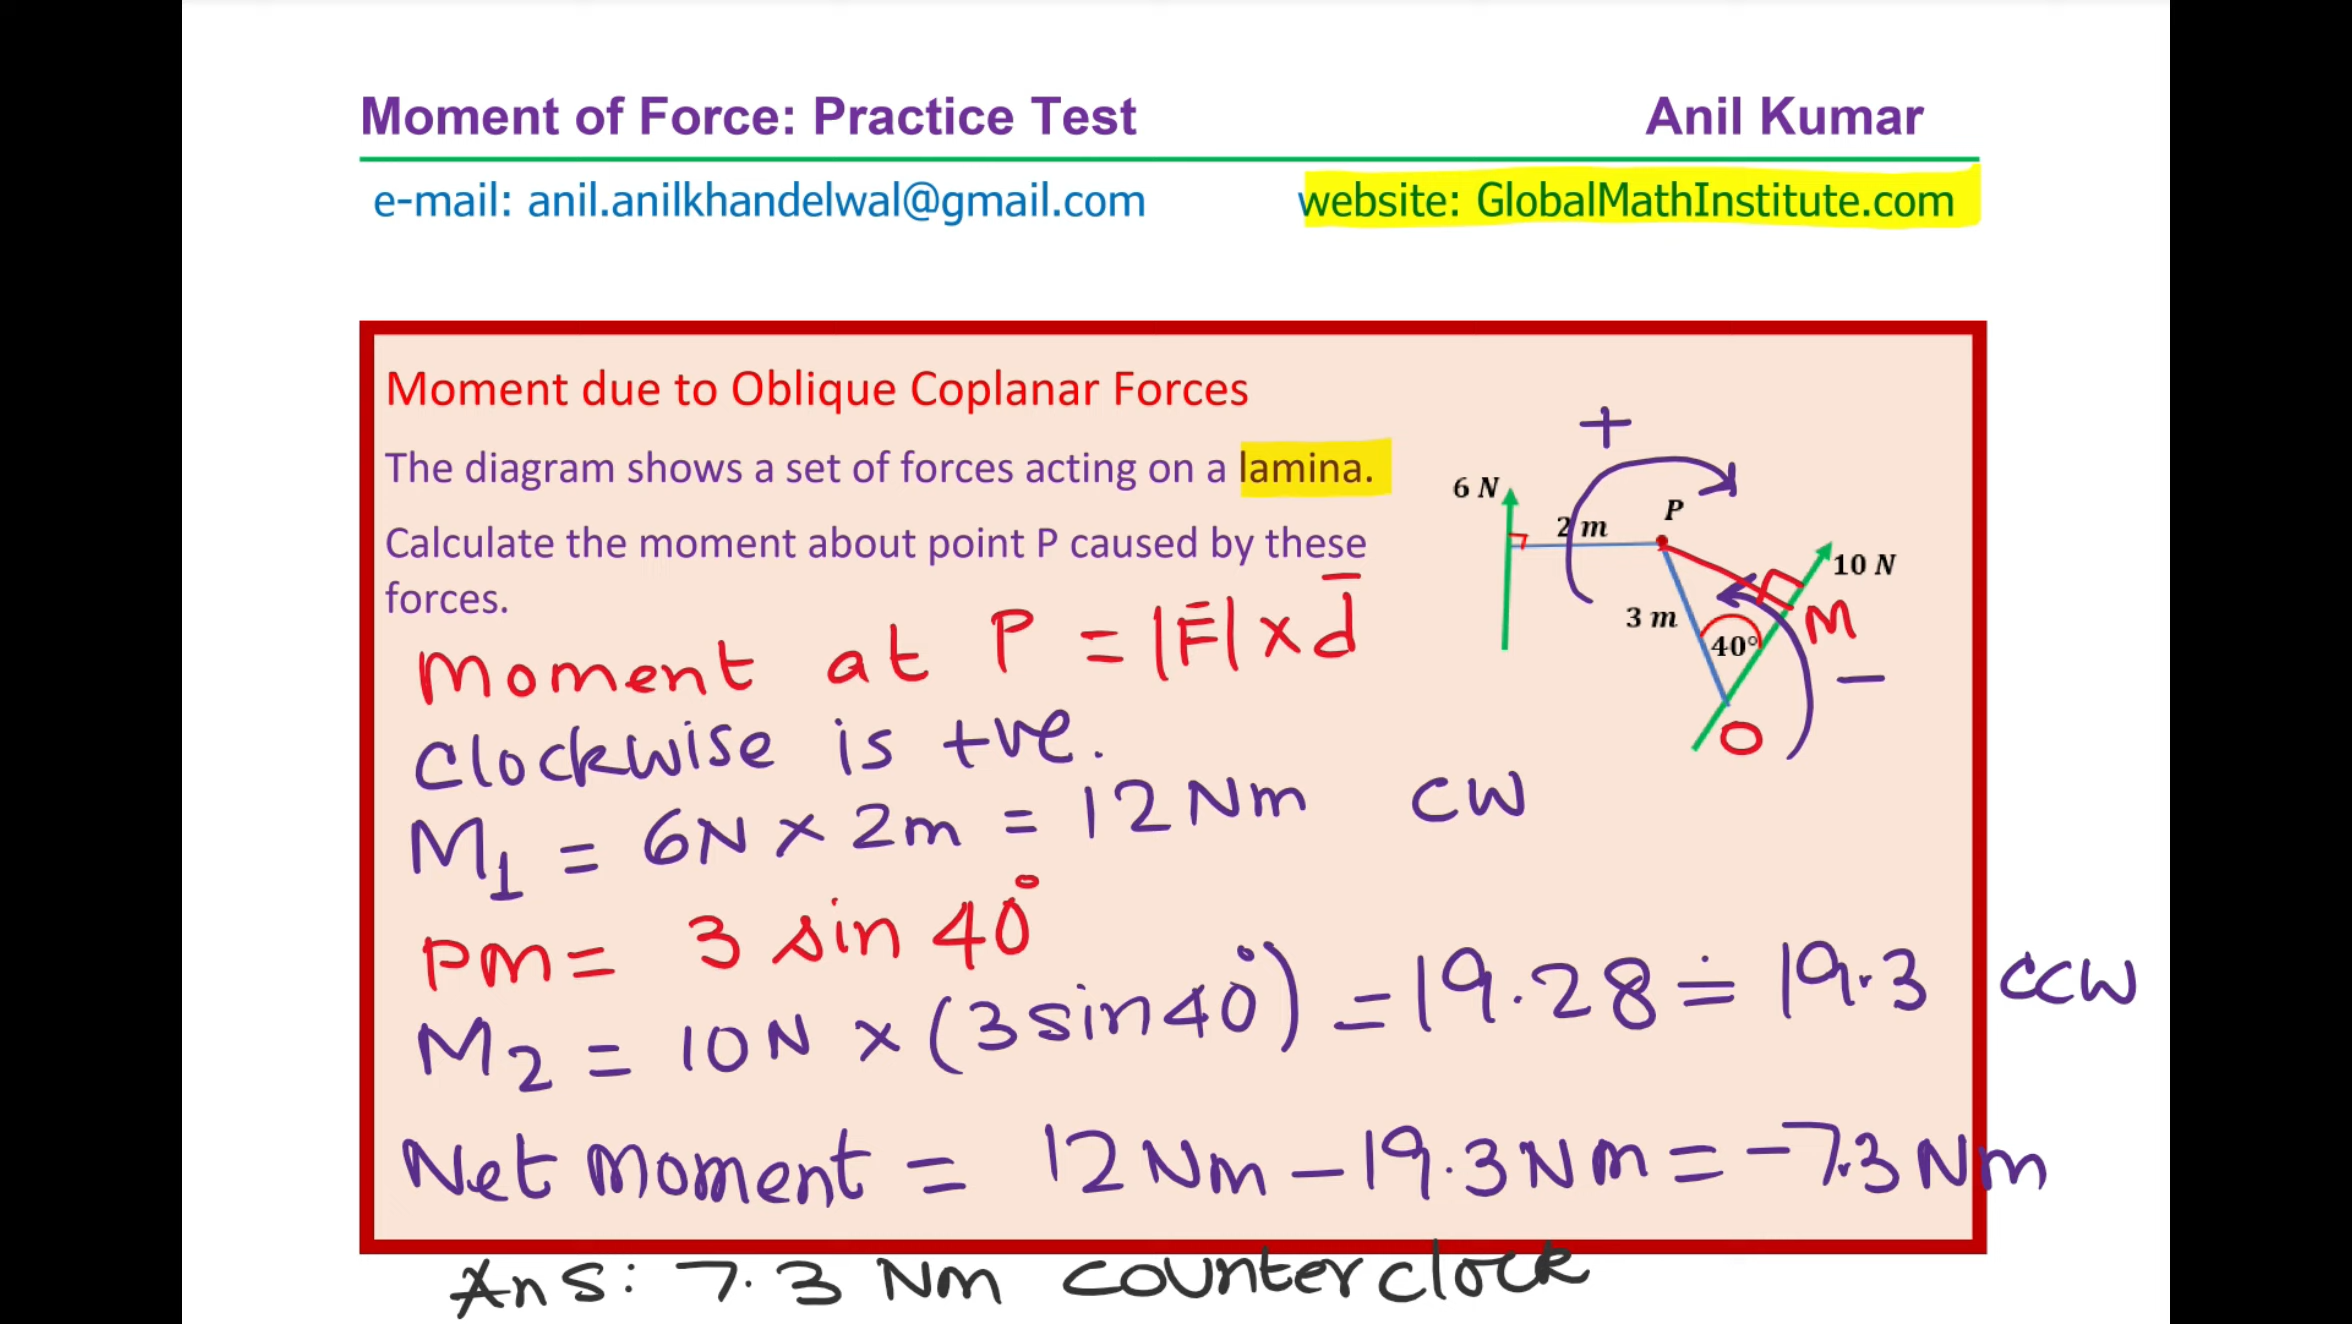 Moment of Force: Practice Test Anil Kumar
e-mail: anil.anilkhandelwal@gmail.com website: GlobalMathInstitute.com
Moment due to Oblique Coplanar Forces
The diagram shows a set of forces acting on a lamina.
Calculate the moment about point P caused by these
forces.
+
6 N
2 m
P
10 N
3 m
40°
M
−
O
Moment at P = |F̄| × d̄
Clockwise is +ve.
M₁ = 6N × 2m = 12 Nm CW
PM = 3 sin 40°
M₂ = 10 N × (3 sin 40°) = 19.28 ≐ 19.3 CCW
Net Moment = 12 Nm − 19.3 Nm = −7.3 Nm
Ans: 7.3 Nm counterclock